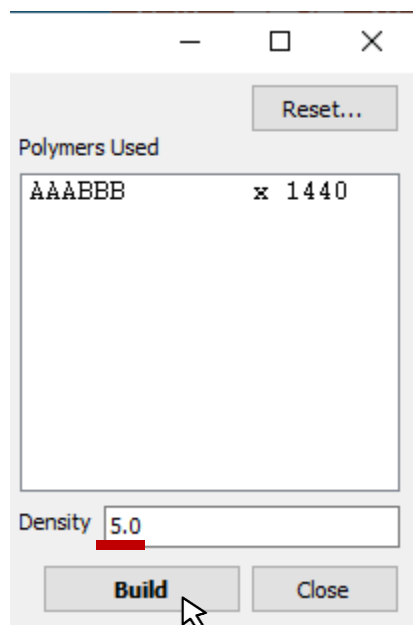 Reset...
Polymers Used
AAABBB x 1440
Density 5.0
Build Close